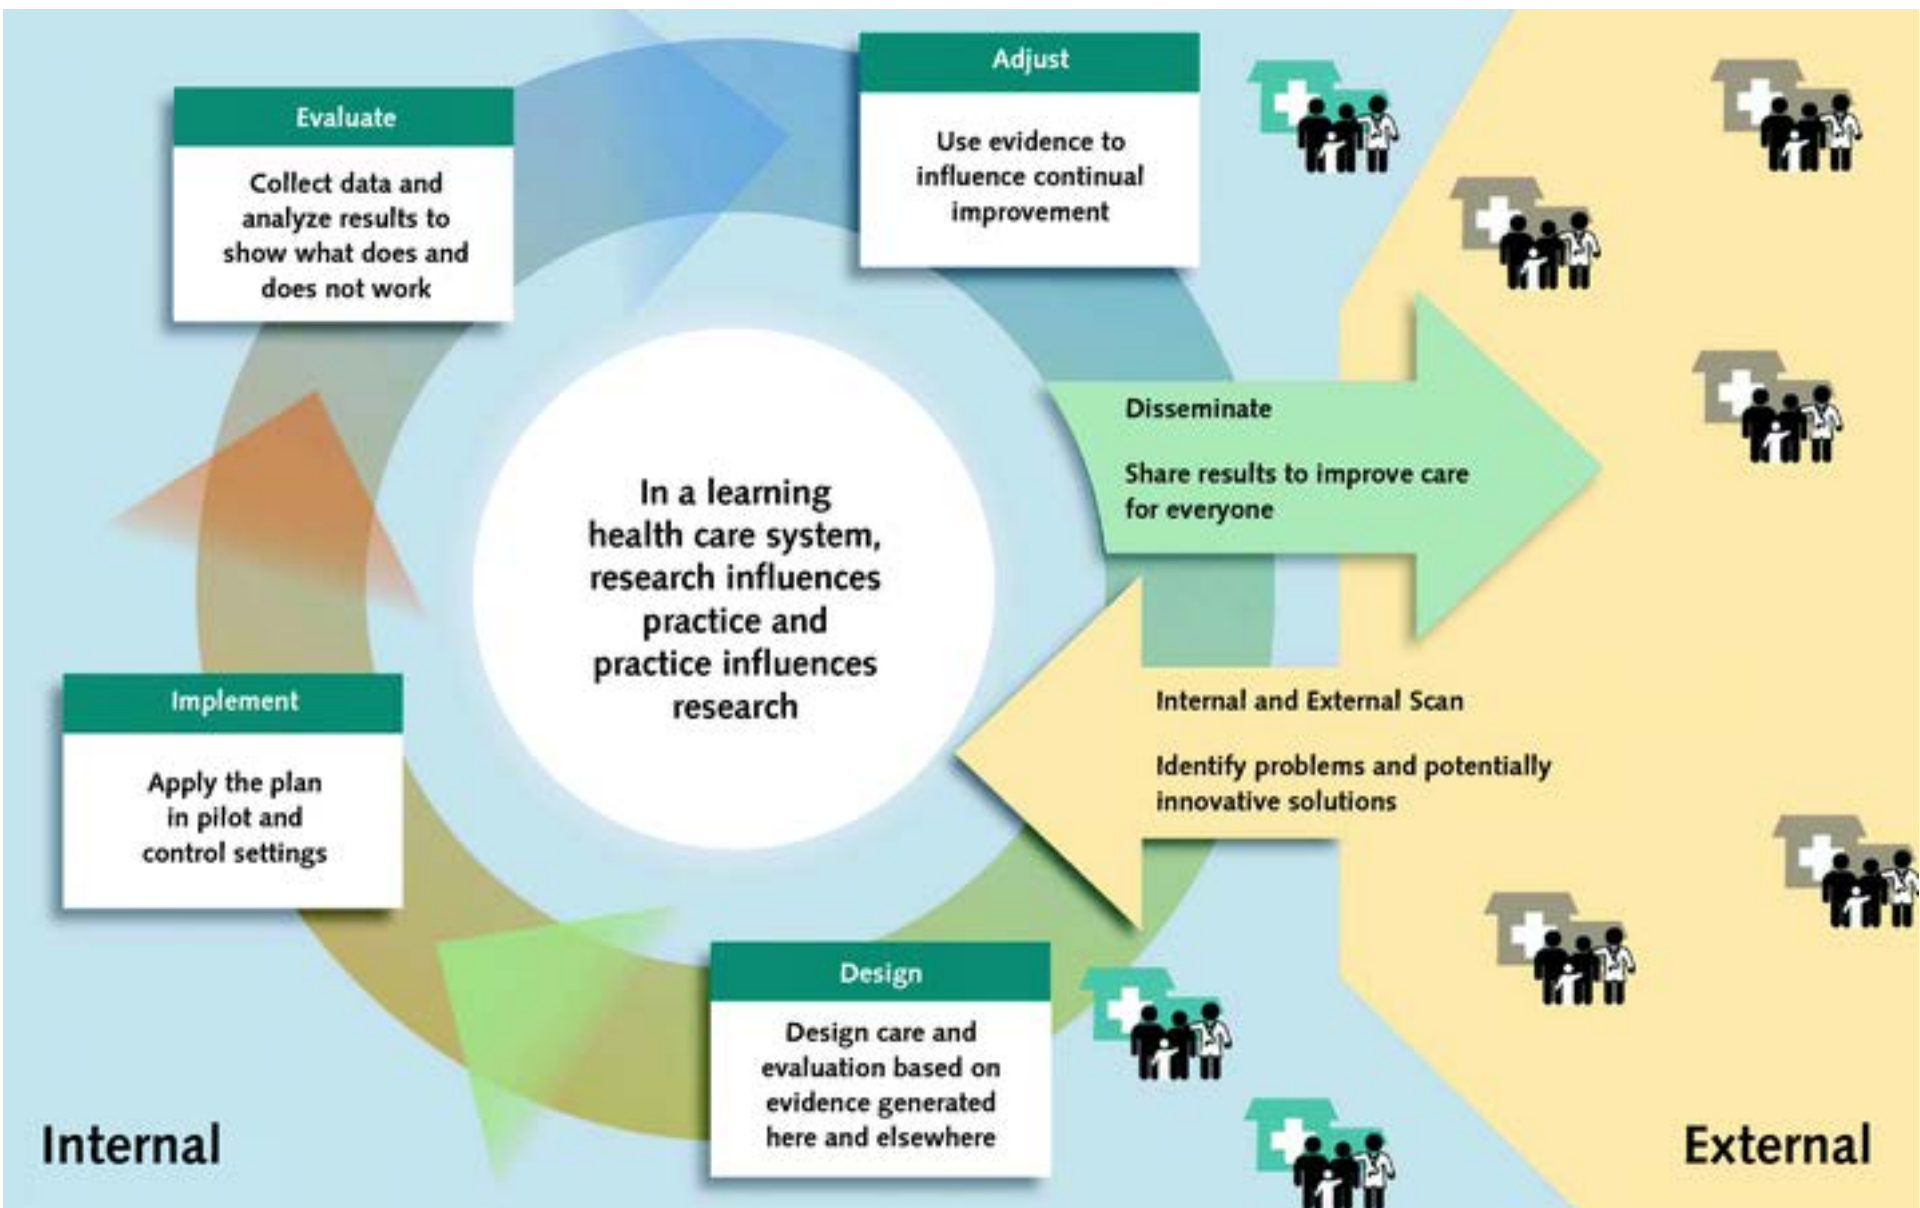 Adjust
Use evidence to
influence continual
improvement
Evaluate
Collect data and
analyze results to
show what does and
does not work
Disseminate
Share results to improve care
for everyone
In a learning
health care system,
research influences
practice and
practice influences
research
Implement
Apply the plan
in pilot and
control settings
Internal and External Scan
Identify problems and potentially
innovative solutions
Design
Design care and
evaluation based on
evidence generated
here and elsewhere
Internal
External